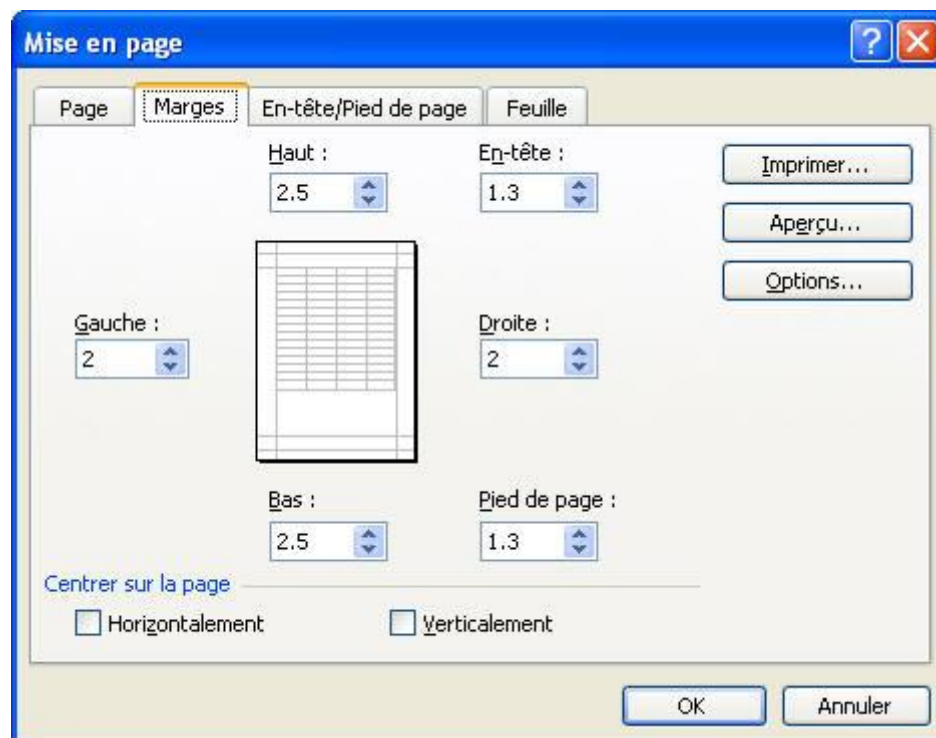 Mise en page
Page Marges En-tête/Pied de page Feuille
Haut : En-tête :
2.5 1.3
Imprimer...
Aperçu...
Options...
Gauche : Droite :
2 2
Bas : Pied de page :
2.5 1.3
Centrer sur la page
Horizontalement Verticalement
OK Annuler